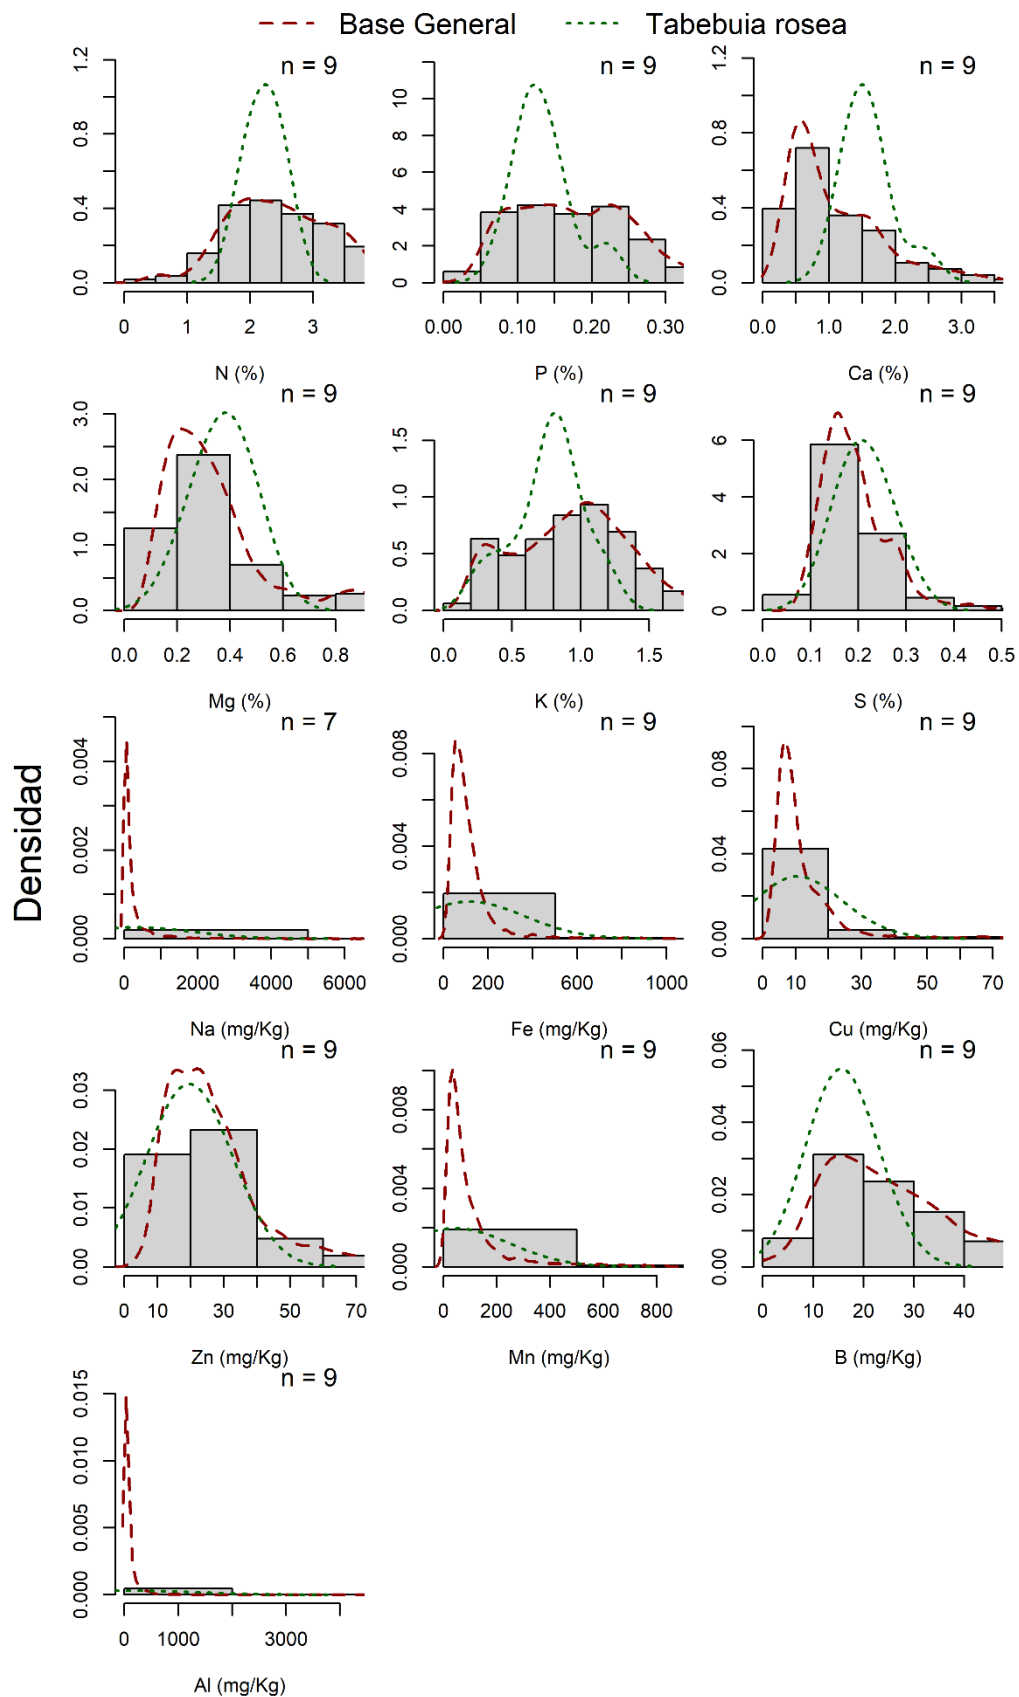 Base General Tabebuia rosea
n = 9 n = 9 n = 9
0.0 0.4 0.8 1.2
0 2 4 6 8 10
0.0 0.4 0.8 1.2
0 1 2 3
0.00 0.10 0.20 0.30
0.0 1.0 2.0 3.0
N (%) P (%) Ca (%)
n = 9 n = 9 n = 9
0.0 1.0 2.0 3.0
0.0 0.5 1.0 1.5
0 2 4 6
0.0 0.2 0.4 0.6 0.8
0.0 0.5 1.0 1.5
0.0 0.1 0.2 0.3 0.4 0.5
Mg (%) K (%) S (%)
n = 7 n = 9 n = 9
Densidad
0.000 0.002 0.004
0.000 0.004 0.008
0.00 0.04 0.08
0 2000 4000 6000
0 200 600 1000
0 10 30 50 70
Na (mg/Kg) Fe (mg/Kg) Cu (mg/Kg)
n = 9 n = 9 n = 9
0.00 0.01 0.02 0.03
0.000 0.004 0.008
0.00 0.02 0.04 0.06
0 10 30 50 70
0 200 400 600 800
0 10 20 30 40
Zn (mg/Kg) Mn (mg/Kg) B (mg/Kg)
n = 9
0.000 0.005 0.010 0.015
0 1000 3000
Al (mg/Kg)